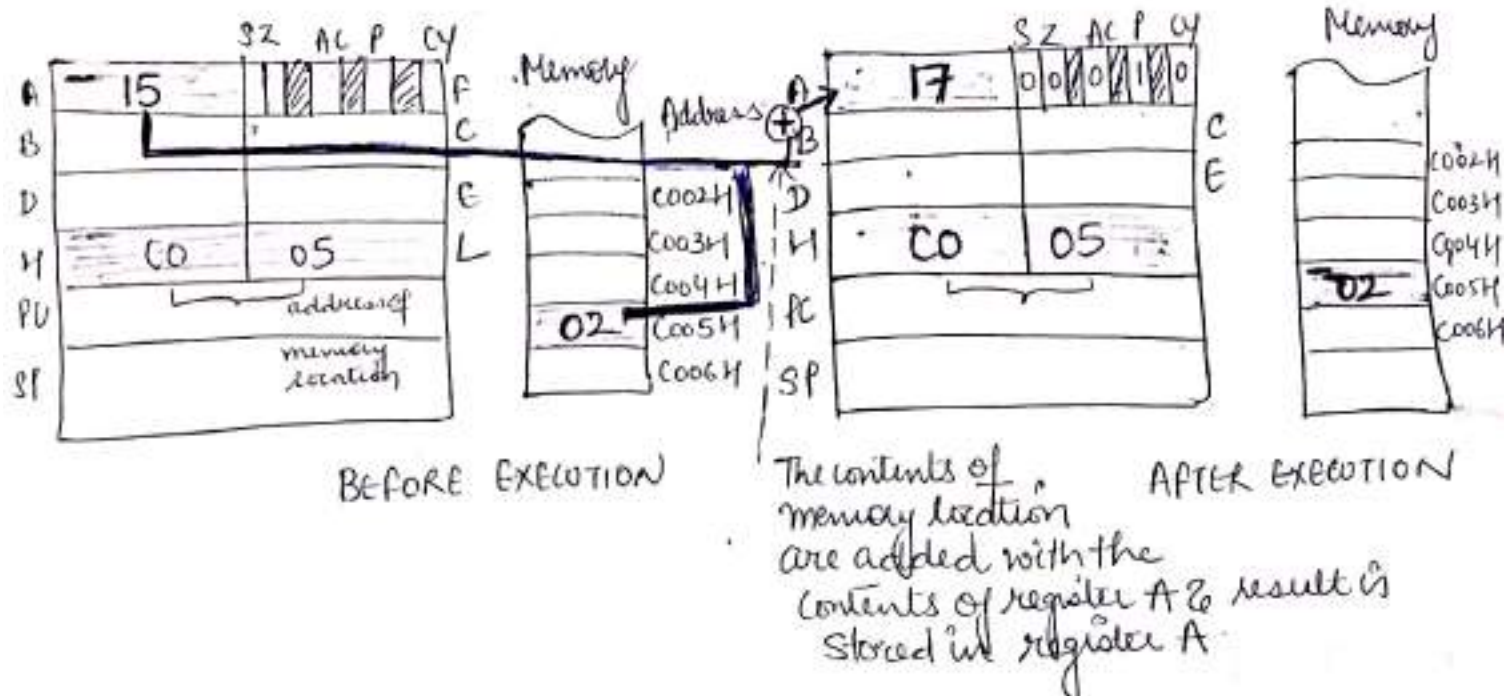 S Z AC P CY
A 15 F
B C
D E
H C0 05 L
address of
PU
memory
location
SP
Memory
Address
C002H
C003H
C004H
02 C005H
C006H
BEFORE EXECUTION
S Z AC P CY
A 17 0 0 0 1 0
+
B C
D E
H C0 05
PC
SP
Memory
C002H
C003H
C004H
02 C005H
C006H
AFTER EXECUTION
The contents of
memory location
are added with the
contents of register A & result is
stored in register A